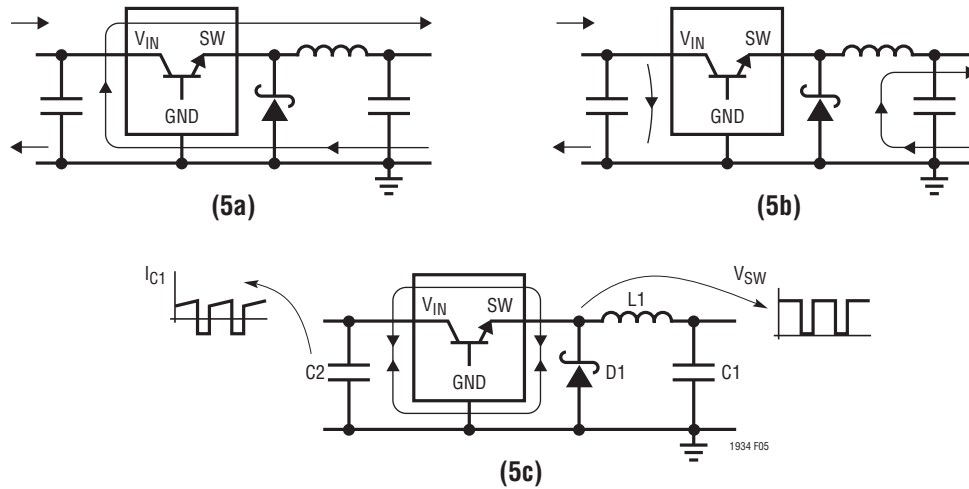 VIN SW
GND
(5a)
VIN SW
GND
(5b)
IC1
VIN SW
GND
C2
D1
L1
C1
VSW
1934 F05
(5c)